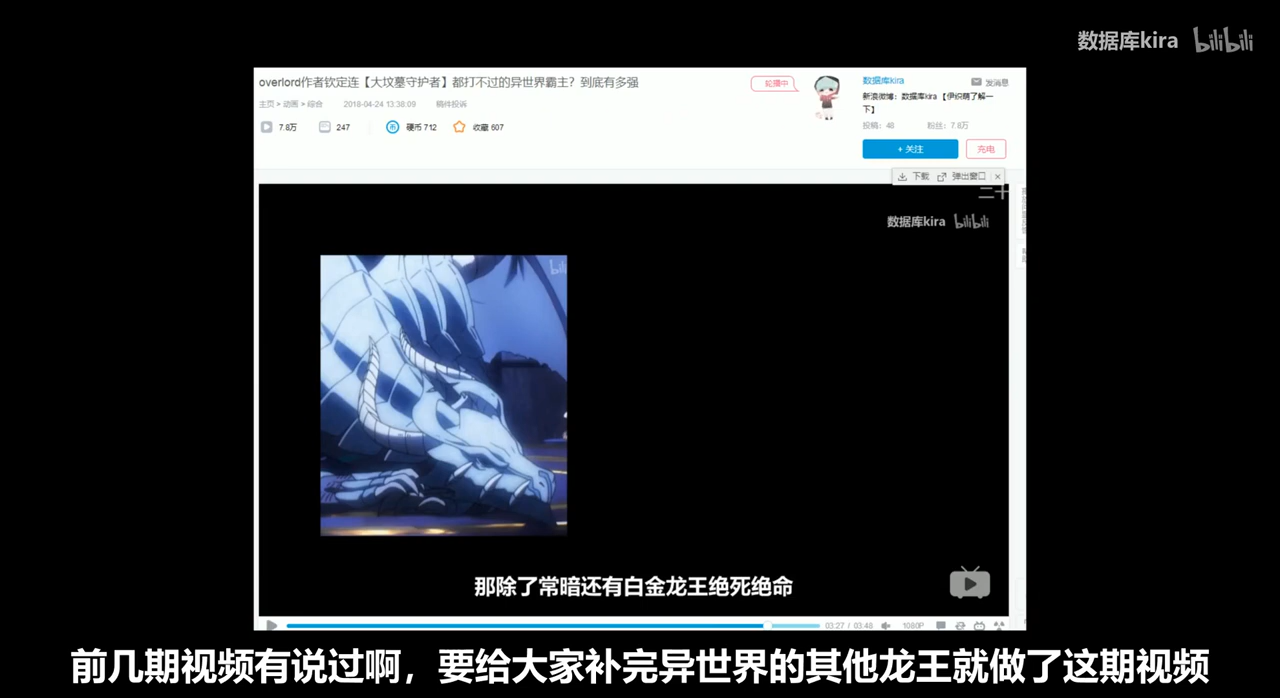 数据库kira bilibili
overlord作者钦定连【大坟墓守护者】都打不过的异世界霸主？到底有多强
轮播中
数据库kira
发消息
主页 > 动画 > 综合 2018-04-24 13:38:09 稿件投诉
新浪微博：数据库kira 【伊织萌了解一下】
7.8万 247 硬币 712 收藏 607
投稿：48 粉丝：7.8万
+ 关注 充电
下载 弹出窗口 ×
二十
数据库kira bilibili
bili
那除了常暗还有白金龙王绝死绝命
03:27 / 03:48 1080P
前几期视频有说过啊，要给大家补完异世界的其他龙王就做了这期视频